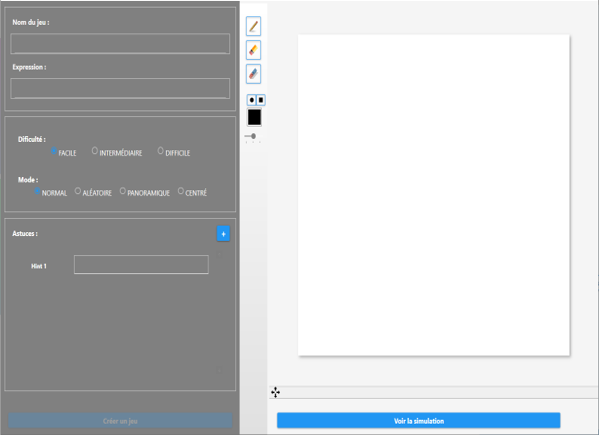 Nom du jeu :
Expression :
Difficulté :
FACILE INTERMÉDIAIRE DIFFICILE
Mode :
NORMAL ALÉATOIRE PANORAMIQUE CENTRÉ
Astuces : +
Hint 1
Créer un jeu
Voir la simulation